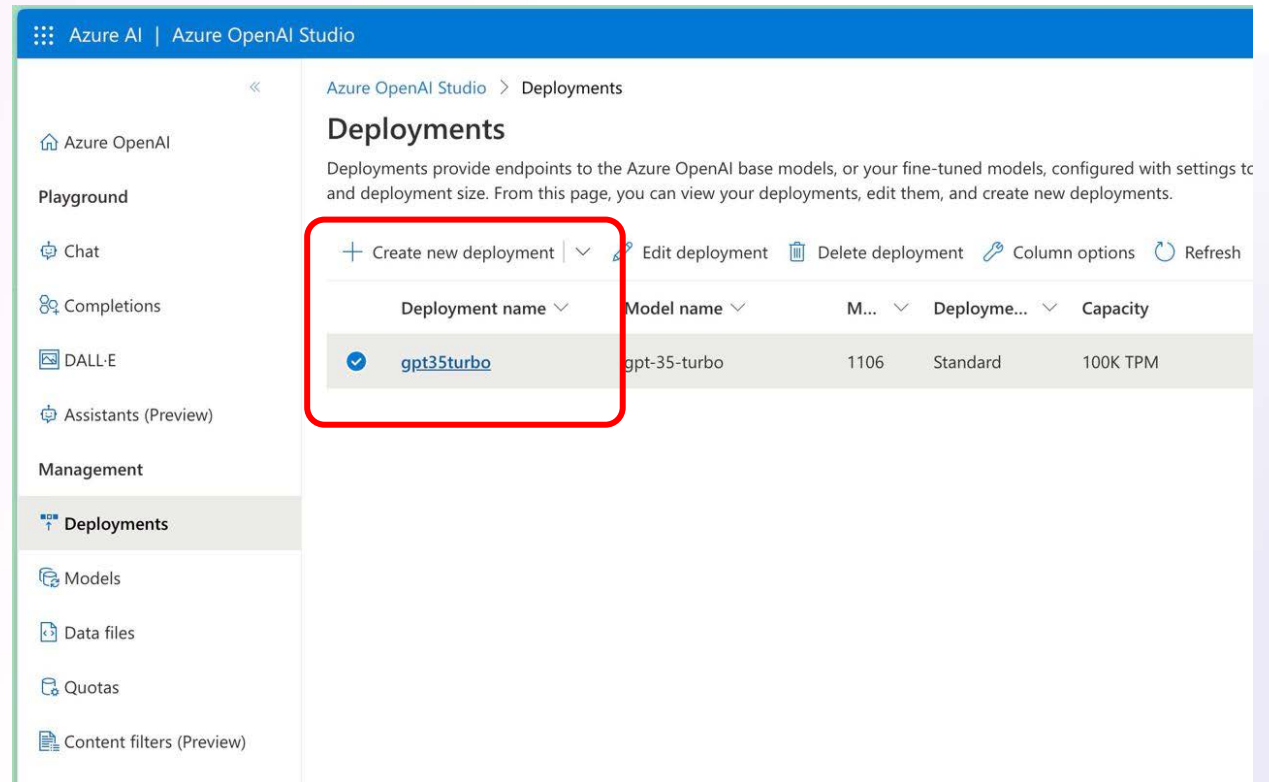 Azure AI | Azure OpenAI Studio
Azure OpenAI
Playground
Chat
Completions
DALL·E
Assistants (Preview)
Management
Deployments
Models
Data files
Quotas
Content filters (Preview)
Azure OpenAI Studio > Deployments
Deployments
Deployments provide endpoints to the Azure OpenAI base models, or your fine-tuned models, configured with settings to
and deployment size. From this page, you can view your deployments, edit them, and create new deployments.
Create new deployment | Edit deployment Delete deployment Column options Refresh
Deployment name Model name M... Deployme... Capacity
gpt35turbo gpt-35-turbo 1106 Standard 100K TPM